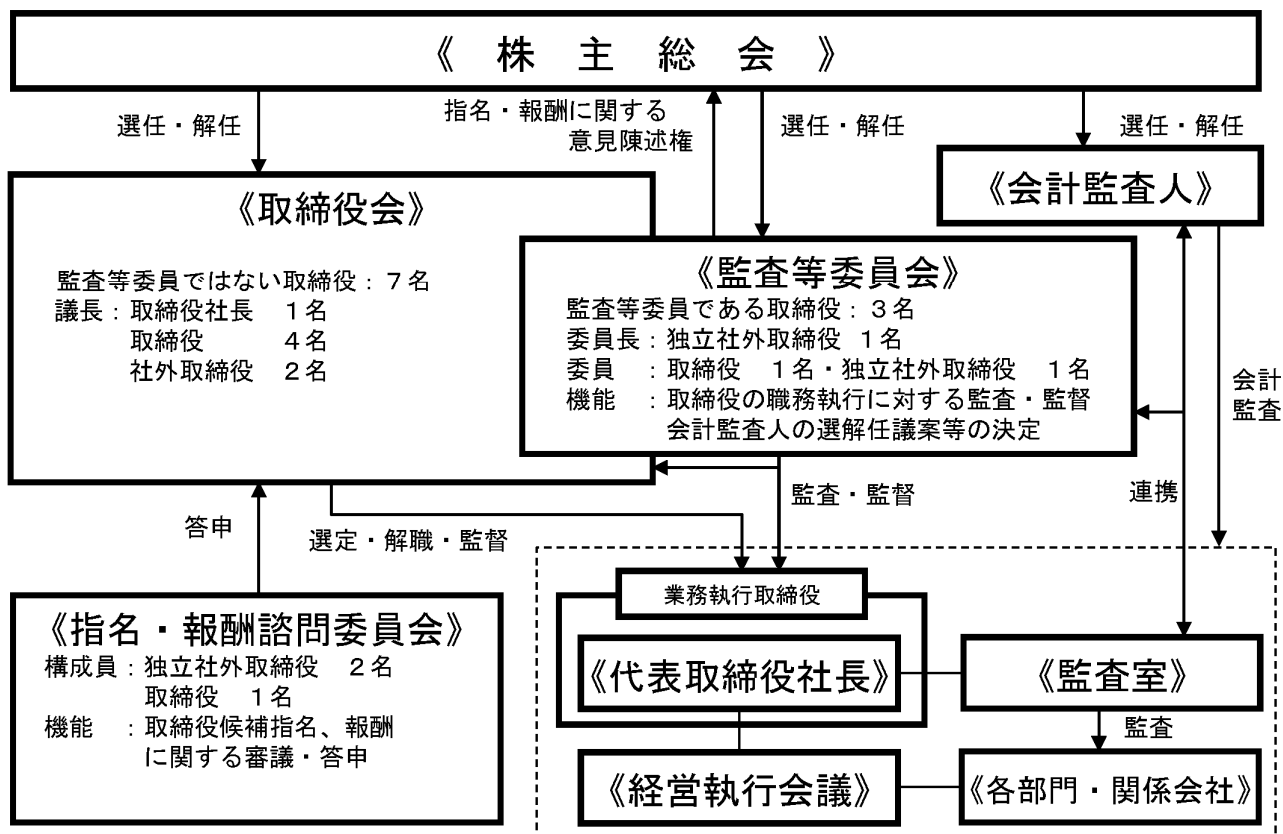 《　株　主　総　会　》
選任・解任
指名・報酬に関する
意見陳述権
選任・解任
選任・解任
《会計監査人》
《取締役会》
監査等委員ではない取締役：７名
議長：取締役社長　１名
取締役　　　４名
社外取締役　２名
《監査等委員会》
監査等委員である取締役：３名
委員長：独立社外取締役　１名
委員　：取締役　１名・独立社外取締役　１名
機能　：取締役の職務執行に対する監査・監督
会計監査人の選解任議案等の決定
会計
監査
監査・監督
連携
答申
選定・解職・監督
業務執行取締役
《指名・報酬諮問委員会》
構成員：独立社外取締役　２名
取締役　１名
機能　：取締役候補指名、報酬
に関する審議・答申
《代表取締役社長》
《監査室》
監査
《経営執行会議》
《各部門・関係会社》